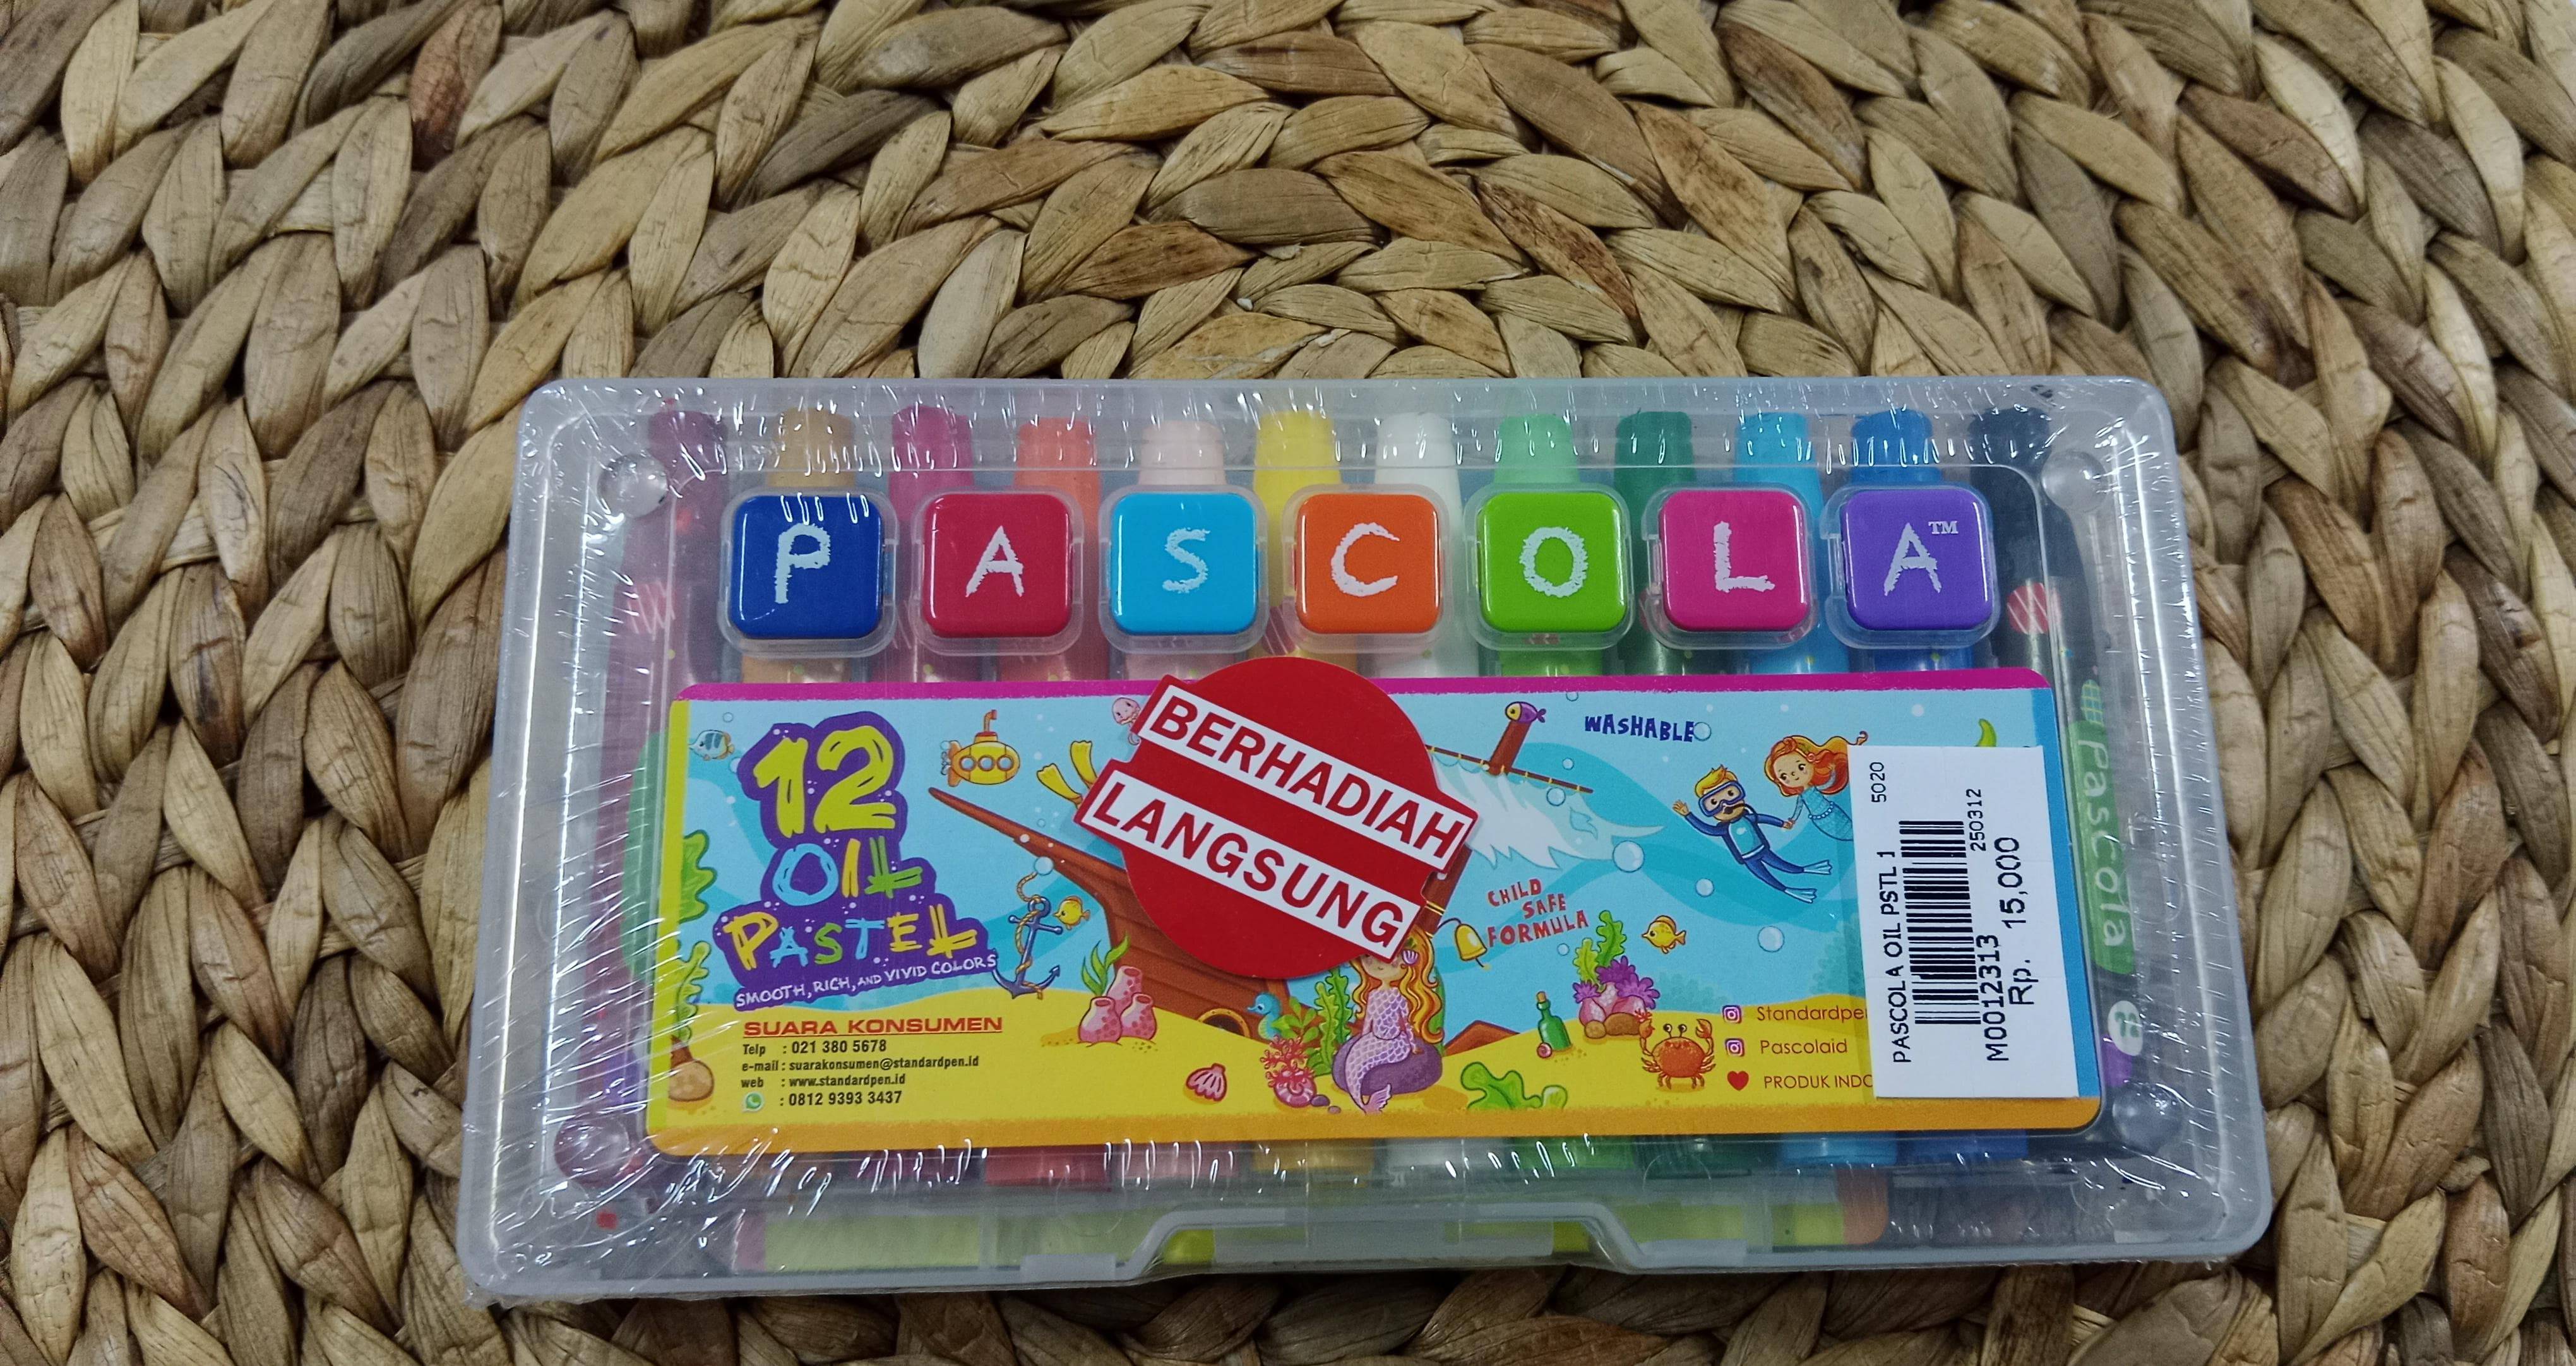 PASCOLA™
12
OIL
PASTEL
SMOOTH, RICH, AND VIVID COLORS
SUARA KONSUMEN
Telp : 021 380 5678
e-mail : suarakonsumen@standardpen.id
web : www.standardpen.id
: 0812 9393 3437
BERHADIAH
LANGSUNG
WASHABLE
CHILD
SAFE
FORMULA
Standardpe
Pascolaid
PRODUK INDO
5020
PASCOLA OIL PSTL 1
250312
M0012313
Rp. 15,000
#Pascola